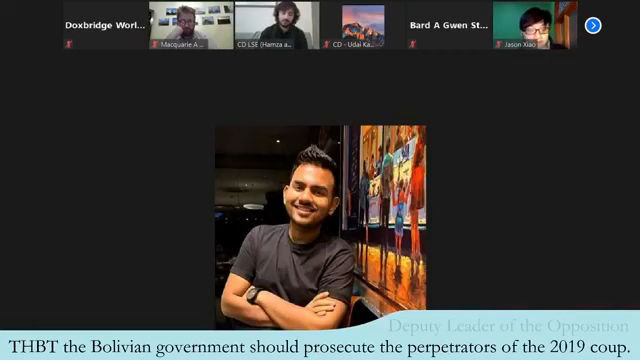 Doxbridge Worl...
Macquarie A ...
CD LSE (Hamza a...
CD - Udai Ka...
Bard A Gwen St...
Jason Xiao
Deputy Leader of the Opposition
THBT the Bolivian government should prosecute the perpetrators of the 2019 coup.